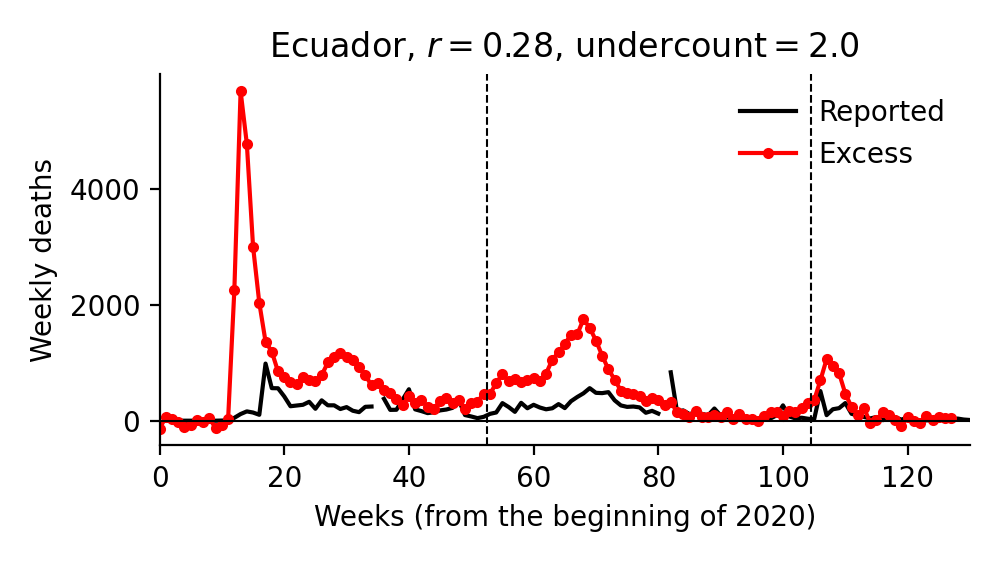 Ecuador, r = 0.28, undercount = 2.0
Reported
Excess
Weekly deaths
4000
2000
0
0 20 40 60 80 100 120
Weeks (from the beginning of 2020)